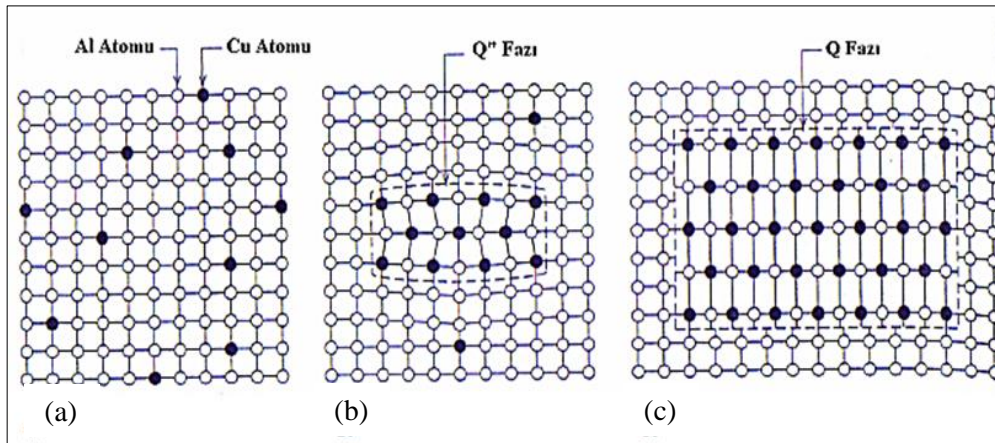 Al Atomu Cu Atomu Q" Fazı Q Fazı
(a) (b) (c)